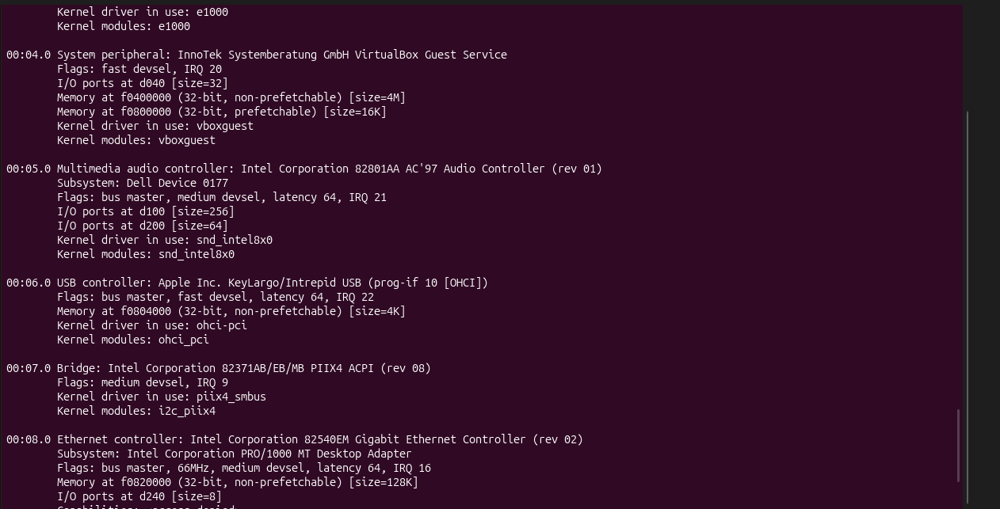 Kernel driver in use: e1000
Kernel modules: e1000
00:04.0 System peripheral: InnoTek Systemberatung GmbH VirtualBox Guest Service
Flags: fast devsel, IRQ 20
I/O ports at d040 [size=32]
Memory at f0400000 (32-bit, non-prefetchable) [size=4M]
Memory at f0800000 (32-bit, prefetchable) [size=16K]
Kernel driver in use: vboxguest
Kernel modules: vboxguest
00:05.0 Multimedia audio controller: Intel Corporation 82801AA AC'97 Audio Controller (rev 01)
Subsystem: Dell Device 0177
Flags: bus master, medium devsel, latency 64, IRQ 21
I/O ports at d100 [size=256]
I/O ports at d200 [size=64]
Kernel driver in use: snd_intel8x0
Kernel modules: snd_intel8x0
00:06.0 USB controller: Apple Inc. KeyLargo/Intrepid USB (prog-if 10 [OHCI])
Flags: bus master, fast devsel, latency 64, IRQ 22
Memory at f0804000 (32-bit, non-prefetchable) [size=4K]
Kernel driver in use: ohci-pci
Kernel modules: ohci_pci
00:07.0 Bridge: Intel Corporation 82371AB/EB/MB PIIX4 ACPI (rev 08)
Flags: medium devsel, IRQ 9
Kernel driver in use: piix4_smbus
Kernel modules: i2c_piix4
00:08.0 Ethernet controller: Intel Corporation 82540EM Gigabit Ethernet Controller (rev 02)
Subsystem: Intel Corporation PRO/1000 MT Desktop Adapter
Flags: bus master, 66MHz, medium devsel, latency 64, IRQ 16
Memory at f0820000 (32-bit, non-prefetchable) [size=128K]
I/O ports at d240 [size=8]